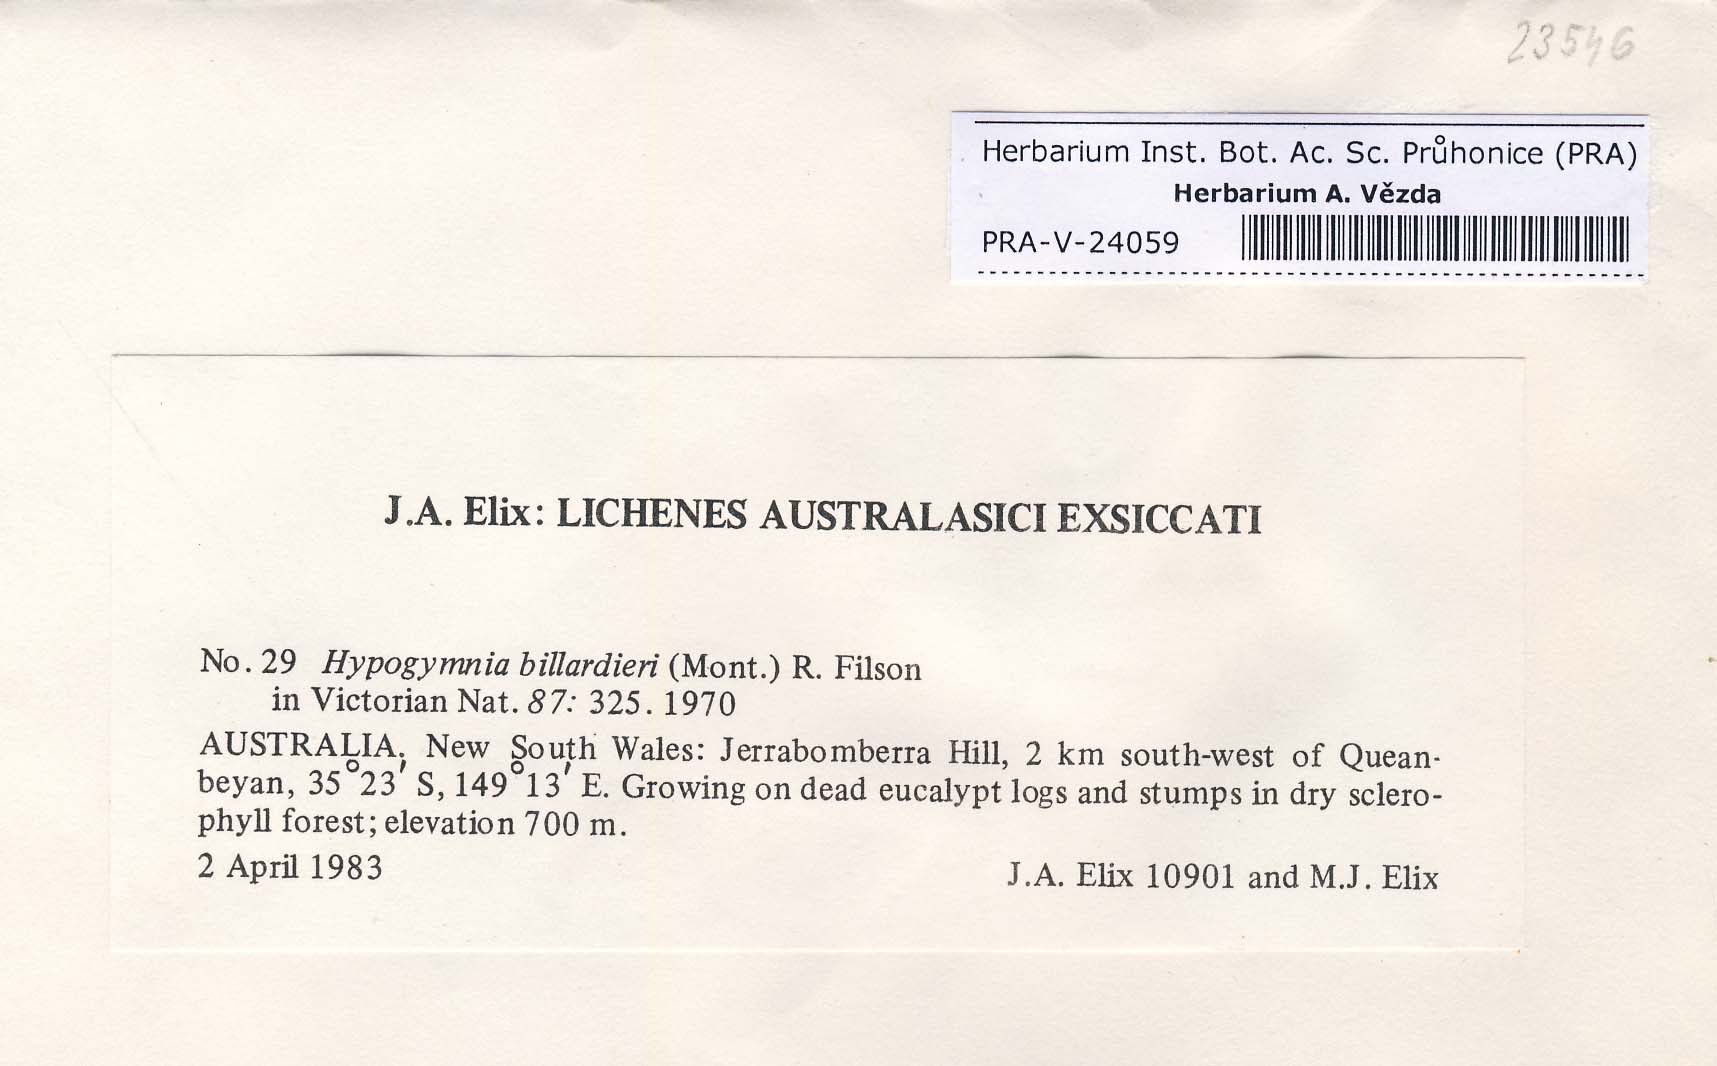 23546
Herbarium Inst. Bot. Ac. Sc. Průhonice (PRA)
Herbarium A. Vězda
PRA-V-24059
J.A. Elix: LICHENES AUSTRALASICI EXSICCATI
No. 29 Hypogymnia billardieri (Mont.) R. Filson
in Victorian Nat. 87: 325. 1970
AUSTRALIA, New South Wales: Jerrabomberra Hill, 2 km south-west of Quean-
beyan, 35°23′ S, 149°13′ E. Growing on dead eucalypt logs and stumps in dry sclero-
phyll forest; elevation 700 m.
2 April 1983
J.A. Elix 10901 and M.J. Elix